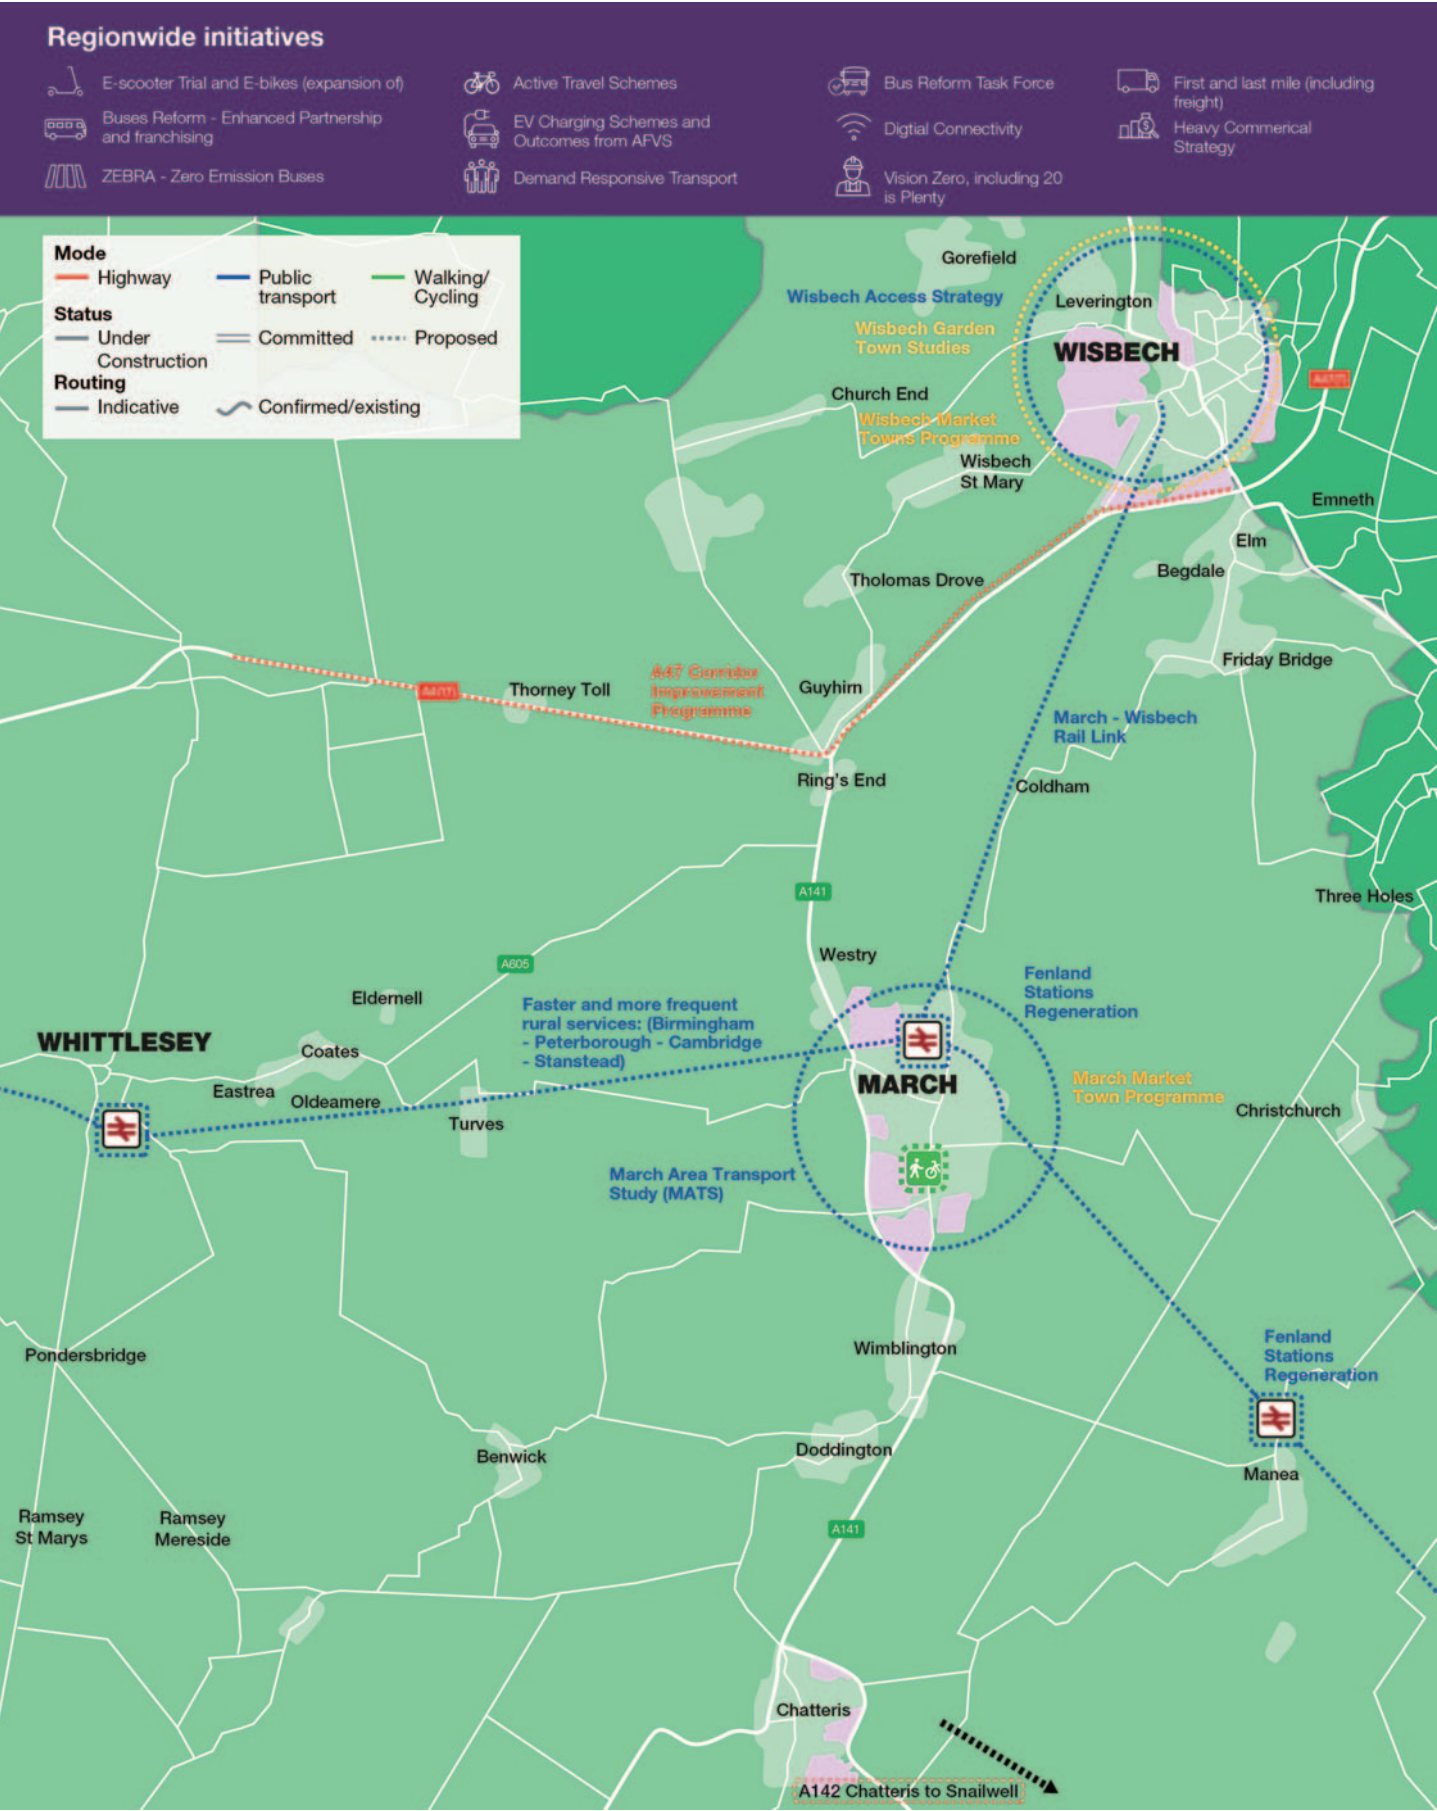 Regionwide initiatives
E-scooter Trial and E-bikes (expansion of)
Buses Reform - Enhanced Partnership
and franchising
ZEBRA - Zero Emission Buses
Active Travel Schemes
EV Charging Schemes and
Outcomes from AFVS
Demand Responsive Transport
Bus Reform Task Force
Digtial Connectivity
Vision Zero, including 20
is Plenty
First and last mile (including
freight)
Heavy Commerical
Strategy
Mode
Highway
Public
transport
Walking/
Cycling
Status
Under
Construction
Committed
Proposed
Routing
Indicative
Confirmed/existing
Gorefield
Wisbech Access Strategy
Leverington
Wisbech Garden
Town Studies
WISBECH
Church End
Wisbech Market
Towns Programme
Wisbech
St Mary
Emneth
Elm
Begdale
Tholomas Drove
Friday Bridge
A47 Corridor
Improvement
Programme
Thorney Toll
Guyhirn
March - Wisbech
Rail Link
Ring's End
Coldham
A141
Three Holes
Westry
A605
Eldernell
Fenland
Stations
Regeneration
Faster and more frequent
rural services: (Birmingham
- Peterborough - Cambridge
- Stanstead)
WHITTLESEY
Coates
Eastrea
Oldeamere
Turves
MARCH
March Market
Town Programme
Christchurch
March Area Transport
Study (MATS)
Wimblington
Pondersbridge
Fenland
Stations
Regeneration
Benwick
Doddington
Manea
Ramsey
St Marys
Ramsey
Mereside
A141
Chatteris
A142 Chatteris to Snailwell